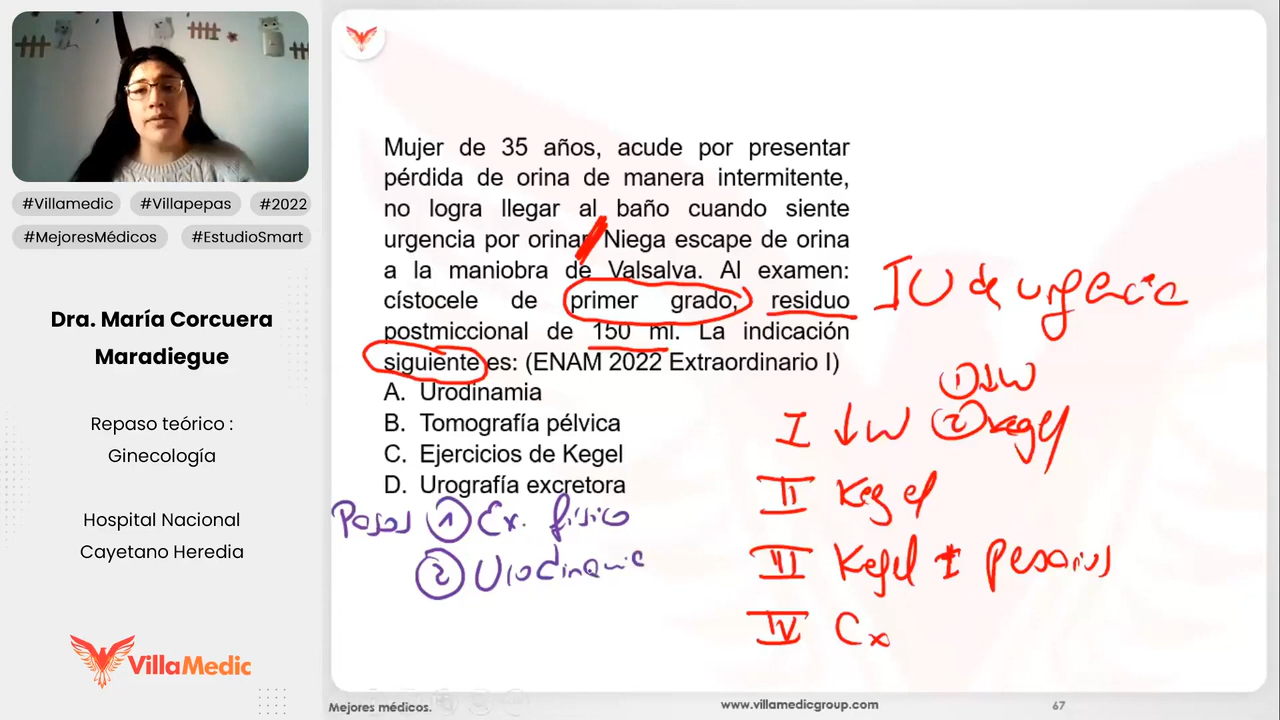 #Villamedic #Villapepas #2022
#MejoresMédicos #EstudioSmart
Dra. María Corcuera
Maradiegue
Repaso teórico :
Ginecología
Hospital Nacional
Cayetano Heredia
VillaMedic
Mujer de 35 años, acude por presentar
pérdida de orina de manera intermitente,
no logra llegar al baño cuando siente
urgencia por orinar. Niega escape de orina
a la maniobra de Valsalva. Al examen:
cístocele de primer grado, residuo
postmiccional de 150 ml. La indicación
siguiente es: (ENAM 2022 Extraordinario I)
A. Urodinamia
B. Tomografía pélvica
C. Ejercicios de Kegel
D. Urografía excretora
Pasos ① Ex. físico
② Urodinamia
IU de urgencia
① ↓W
I ↓W ② Kegel
II Kegel
III Kegel ± pesarios
IV Cx
Mejores médicos.
www.villamedicgroup.com
67